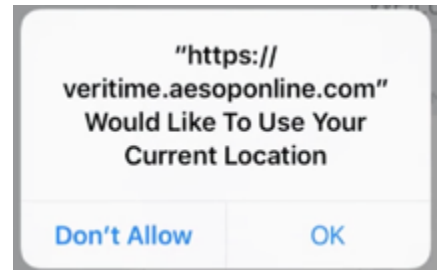 "https://
veritime.aesoponline.com"
Would Like To Use Your
Current Location
Don't Allow OK